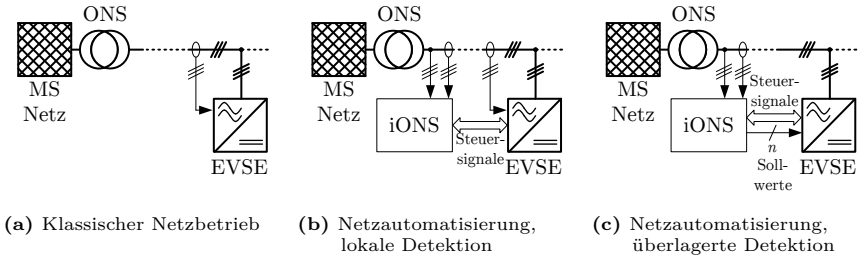 ONS
MS
Netz
EVSE
(a) Klassischer Netzbetrieb
ONS
MS
Netz
iONS
Steuer-
signale
EVSE
(b) Netzautomatisierung,
lokale Detektion
ONS
MS
Netz
iONS
Steuer-
signale
n
Soll-
werte
EVSE
(c) Netzautomatisierung,
überlagerte Detektion